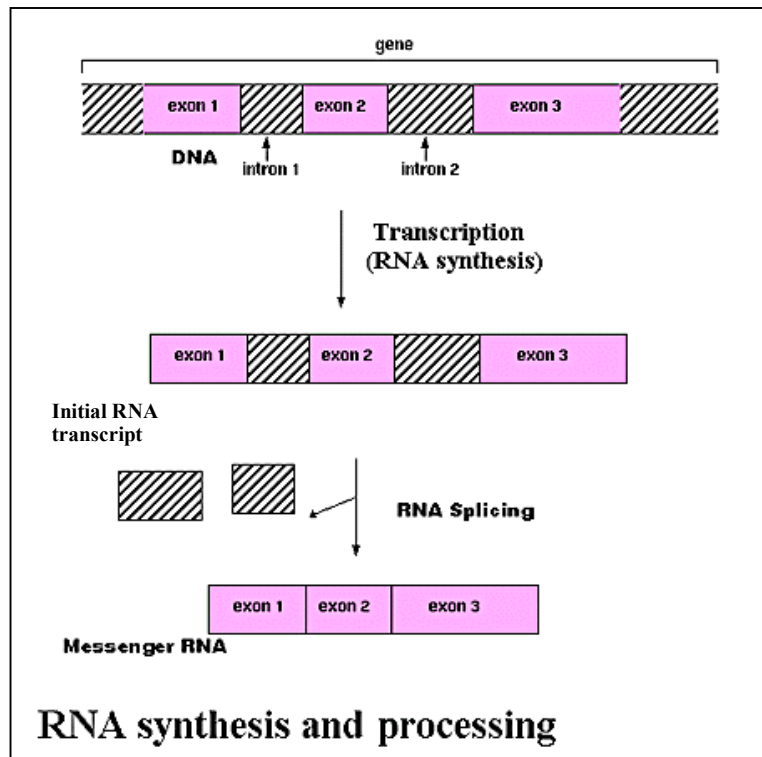 gene
exon 1 exon 2 exon 3
DNA
intron 1 intron 2
Transcription
(RNA synthesis)
exon 1 exon 2 exon 3
Initial RNA
transcript
RNA Splicing
exon 1 exon 2 exon 3
Messenger RNA
RNA synthesis and processing